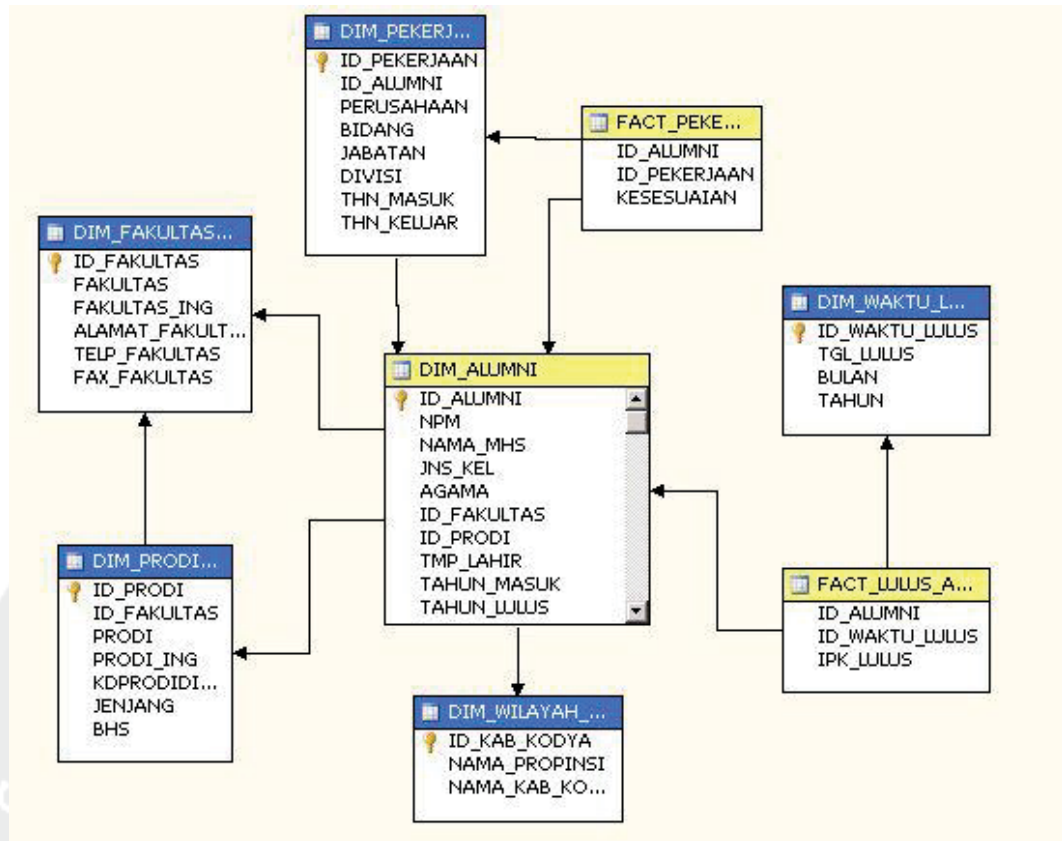 DIM_PEKERJ...
ID_PEKERJAAN
ID_ALUMNI
PERUSAHAAN
BIDANG
JABATAN
DIVISI
THN_MASUK
THN_KELUAR
FACT_PEKE...
ID_ALUMNI
ID_PEKERJAAN
KESESUAIAN
DIM_FAKULTAS...
ID_FAKULTAS
FAKULTAS
FAKULTAS_ING
ALAMAT_FAKULT...
TELP_FAKULTAS
FAX_FAKULTAS
DIM_WAKTU_L...
ID_WAKTU_LULUS
TGL_LULUS
BULAN
TAHUN
DIM_ALUMNI
ID_ALUMNI
NPM
NAMA_MHS
JNS_KEL
AGAMA
ID_FAKULTAS
ID_PRODI
TMP_LAHIR
TAHUN_MASUK
TAHUN_LULUS
DIM_PRODI...
ID_PRODI
ID_FAKULTAS
PRODI
PRODI_ING
KDPRODIDI...
JENJANG
BHS
FACT_LULUS_A...
ID_ALUMNI
ID_WAKTU_LULUS
IPK_LULUS
DIM_WILAYAH_...
ID_KAB_KODYA
NAMA_PROPINSI
NAMA_KAB_KO...